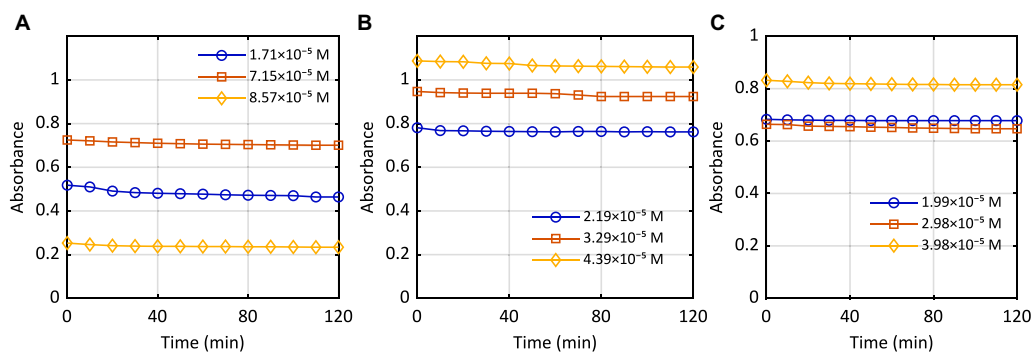 A
Absorbance
1
0.8
0.6
0.4
0.2
0
0 40 80 120
Time (min)
1.71×10⁻⁵ M
7.15×10⁻⁵ M
8.57×10⁻⁵ M
B
Absorbance
1
0.8
0.6
0.4
0.2
0
0 40 80 120
Time (min)
2.19×10⁻⁵ M
3.29×10⁻⁵ M
4.39×10⁻⁵ M
C
Absorbance
1
0.8
0.6
0.4
0.2
0
0 40 80 120
Time (min)
1.99×10⁻⁵ M
2.98×10⁻⁵ M
3.98×10⁻⁵ M